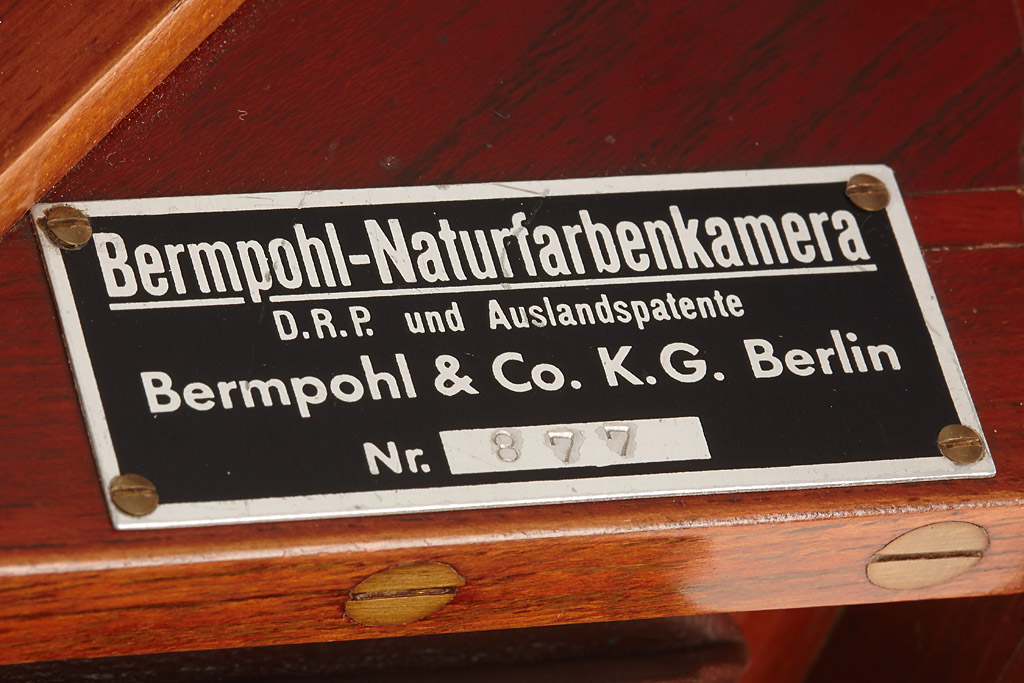 Bermpohl-Naturfarbenkamera
D.R.P. und Auslandspatente
Bermpohl & Co. K.G. Berlin
Nr. 877